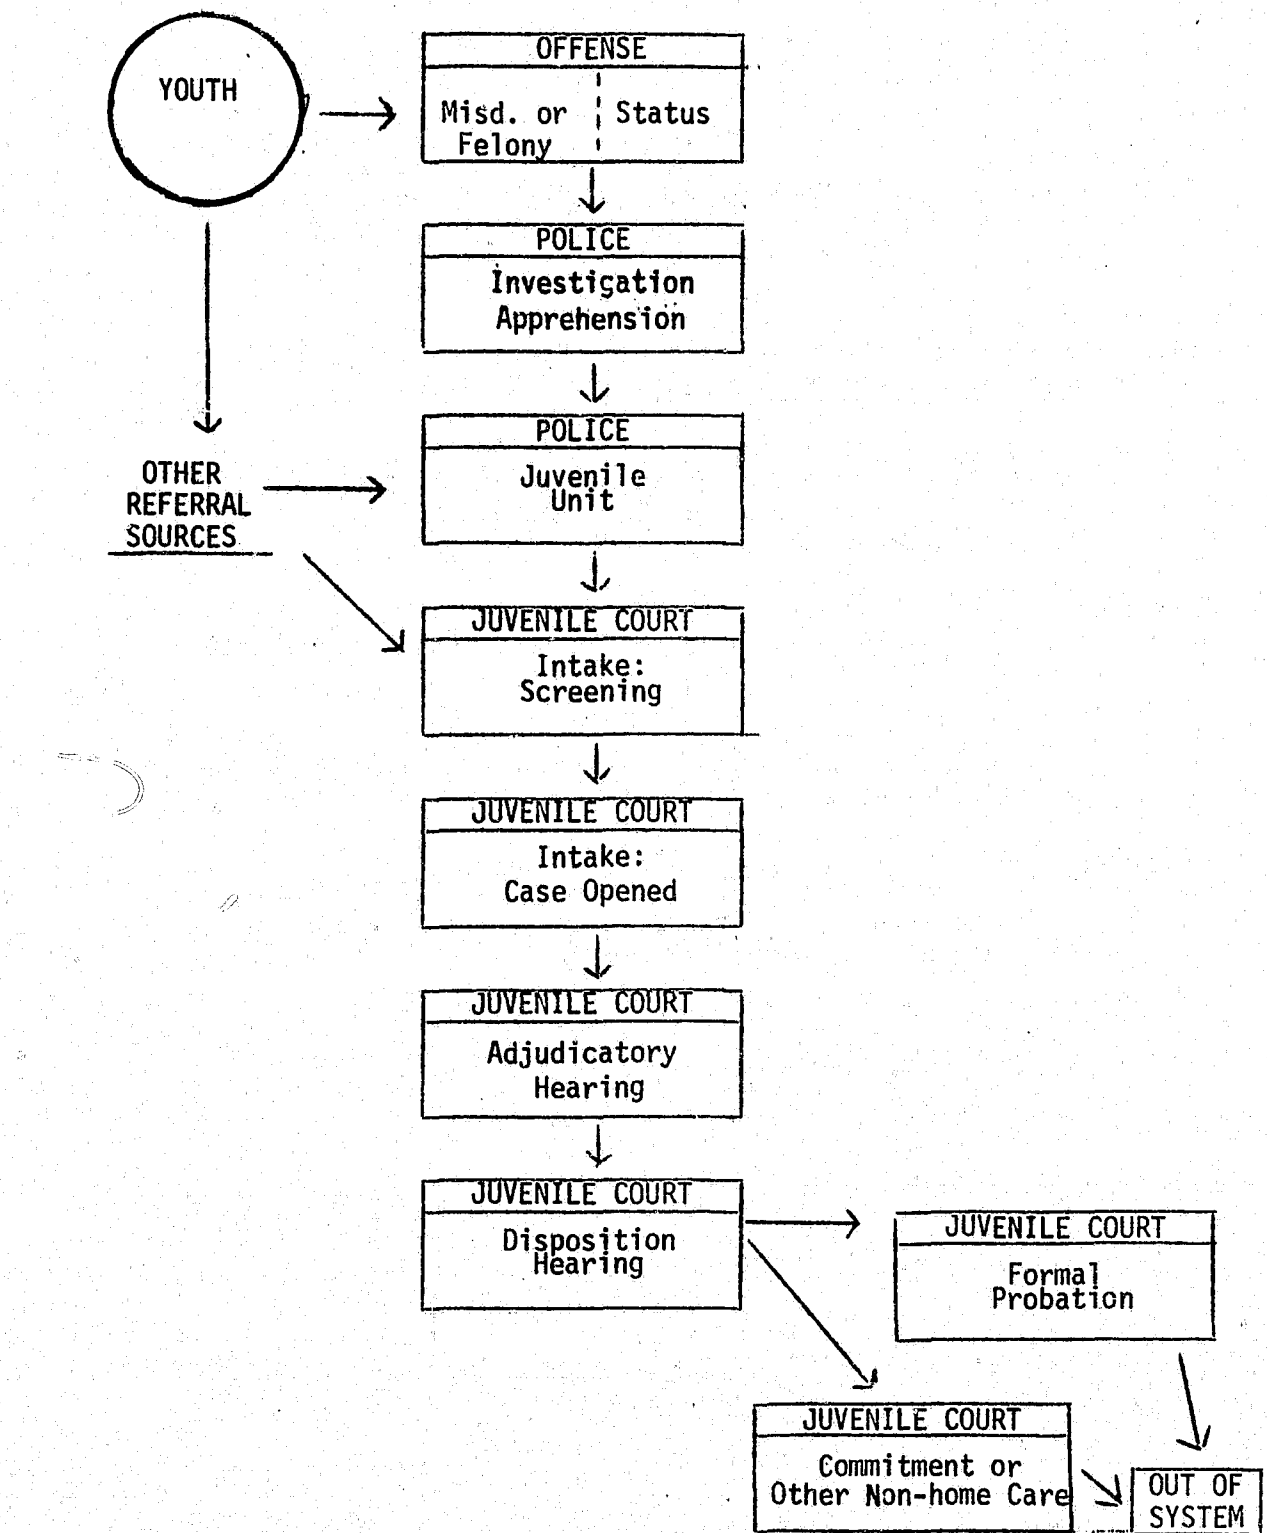 YOUTH
OFFENSE
Misd. or
Felony
Status
POLICE
Investigation
Apprehension
POLICE
Juvenile
Unit
OTHER
REFERRAL
SOURCES
JUVENILE COURT
Intake:
Screening
JUVENILE COURT
Intake:
Case Opened
JUVENILE COURT
Adjudicatory
Hearing
JUVENILE COURT
Disposition
Hearing
JUVENILE COURT
Formal
Probation
JUVENILE COURT
Commitment or
Other Non-home Care
OUT OF
SYSTEM